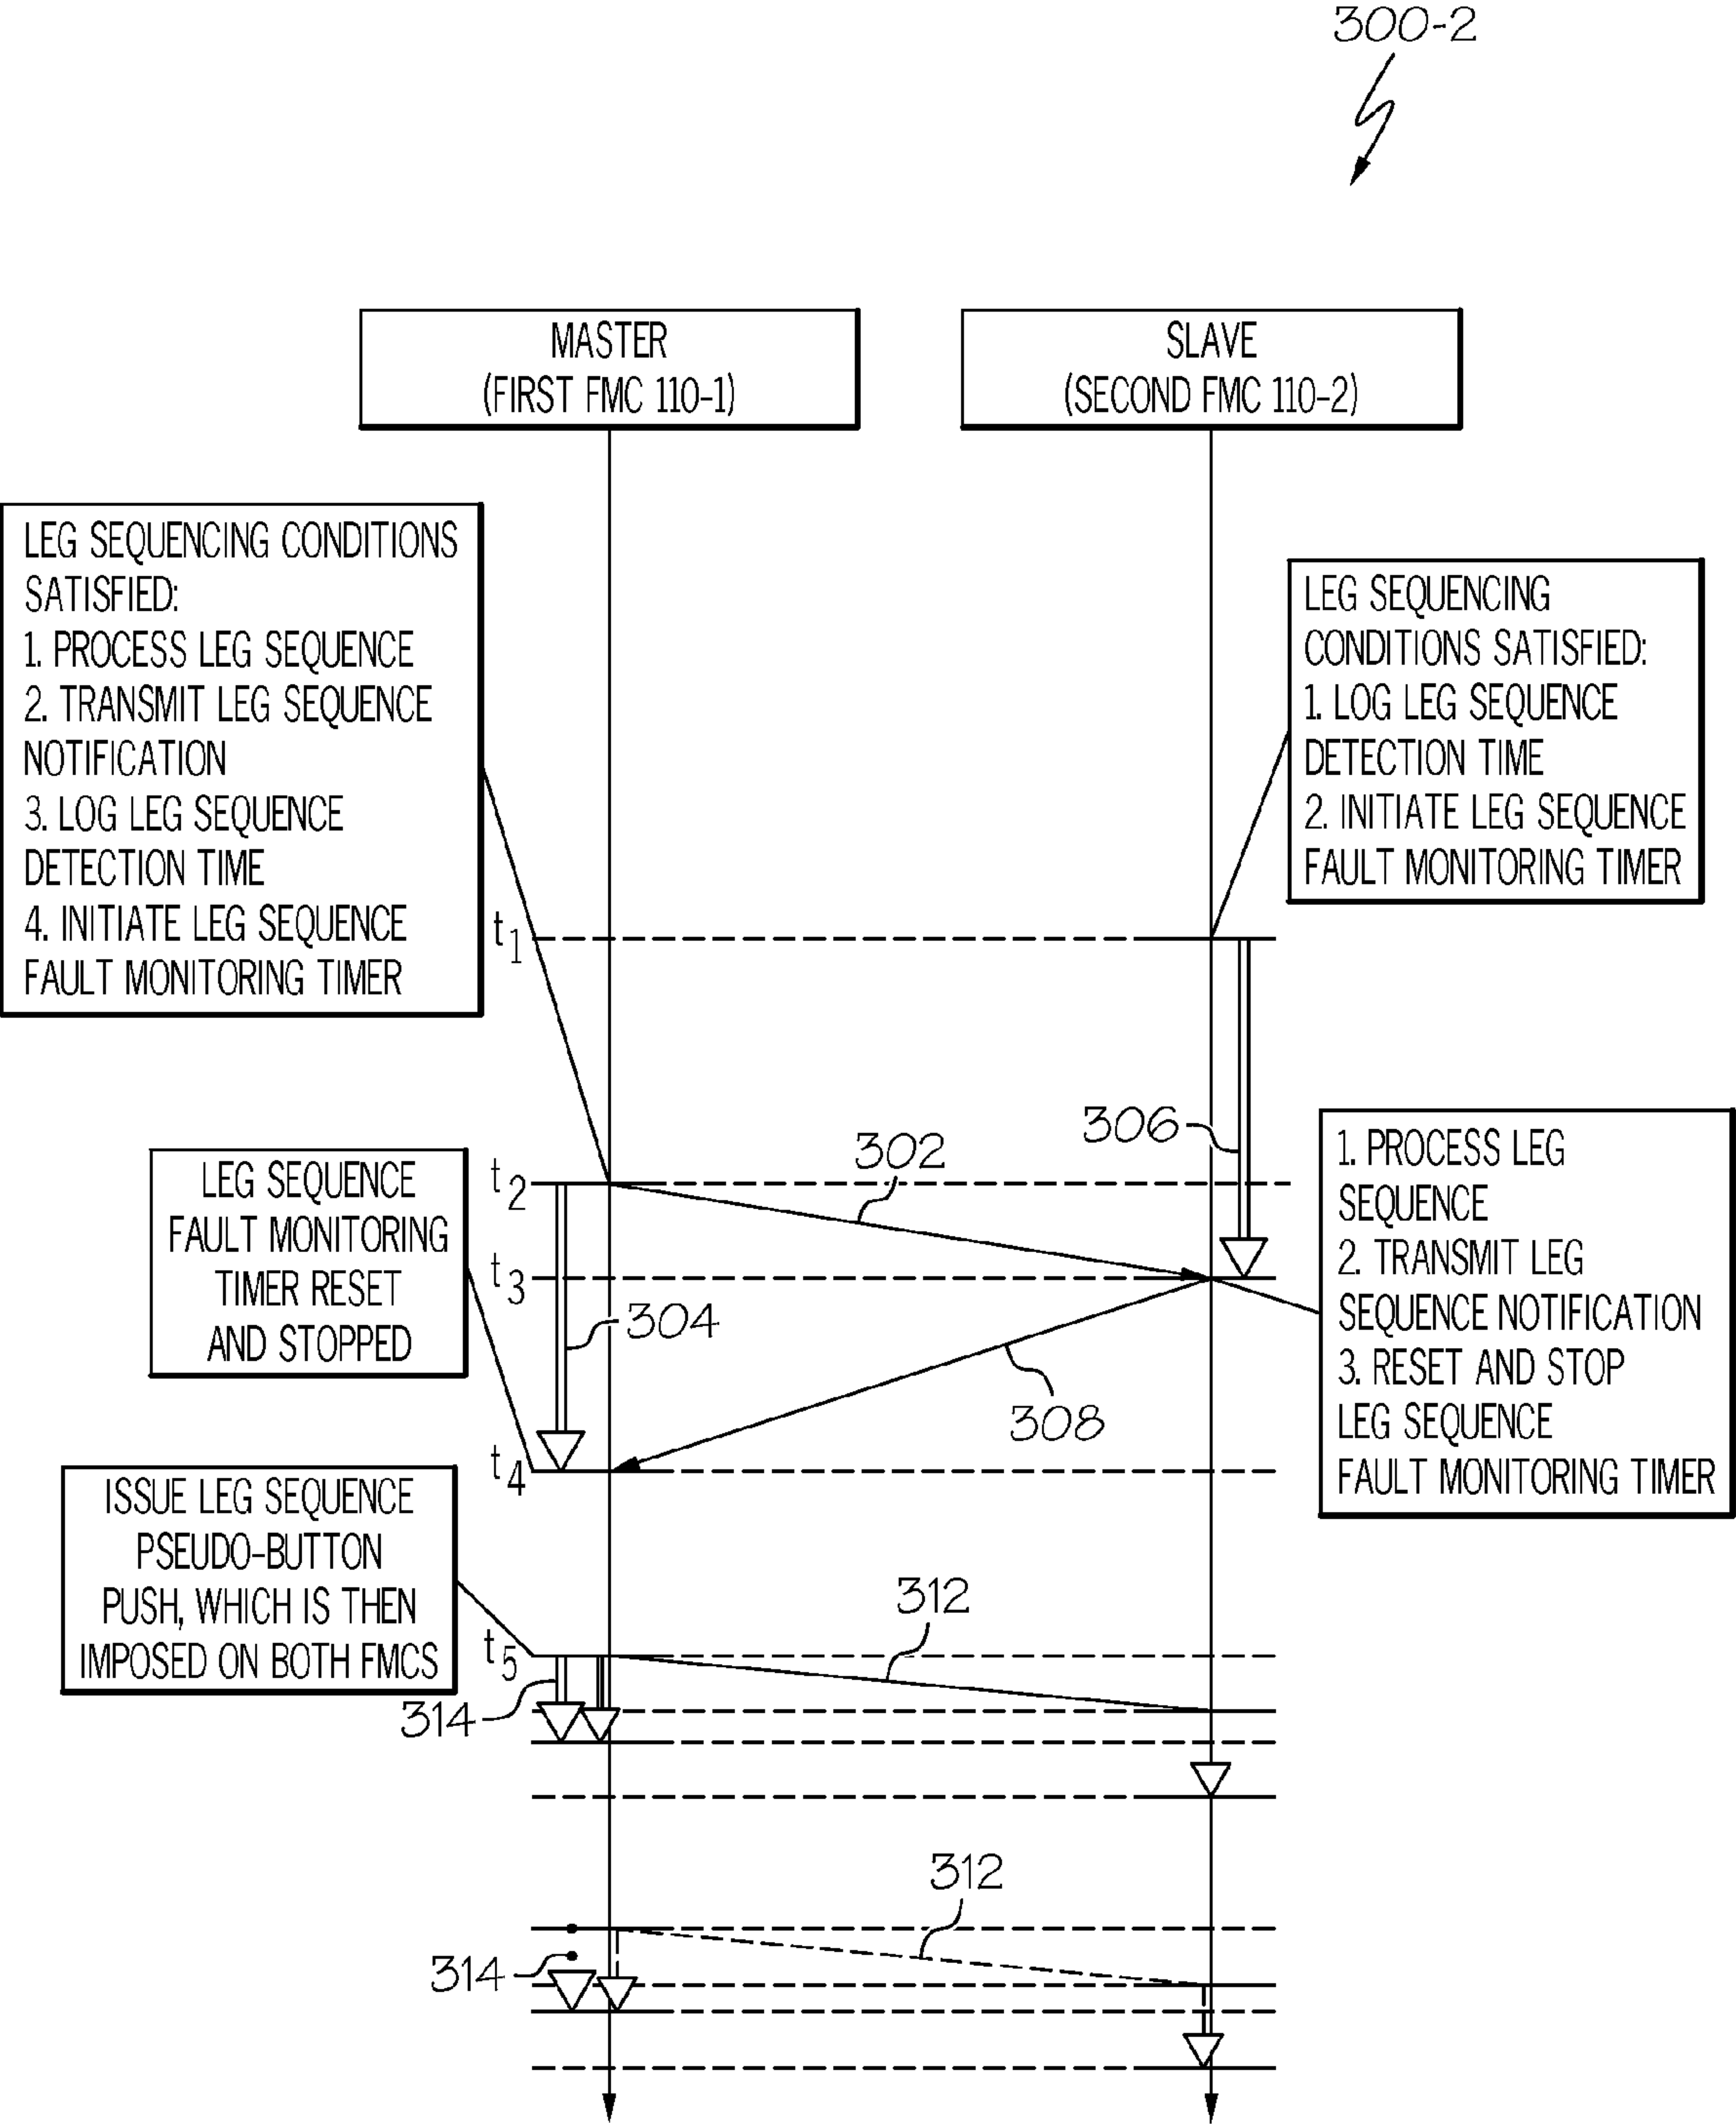 300-2
MASTER
(FIRST FMC 110-1)
SLAVE
(SECOND FMC 110-2)
LEG SEQUENCING CONDITIONS
SATISFIED:
1. PROCESS LEG SEQUENCE
2. TRANSMIT LEG SEQUENCE
NOTIFICATION
3. LOG LEG SEQUENCE
DETECTION TIME
4. INITIATE LEG SEQUENCE
FAULT MONITORING TIMER
LEG SEQUENCING
CONDITIONS SATISFIED:
1. LOG LEG SEQUENCE
DETECTION TIME
2. INITIATE LEG SEQUENCE
FAULT MONITORING TIMER
t1
306
302
t2
LEG SEQUENCE
FAULT MONITORING
TIMER RESET
AND STOPPED
1. PROCESS LEG
SEQUENCE
2. TRANSMIT LEG
SEQUENCE NOTIFICATION
3. RESET AND STOP
LEG SEQUENCE
FAULT MONITORING TIMER
t3
304
308
t4
ISSUE LEG SEQUENCE
PSEUDO-BUTTON
PUSH, WHICH IS THEN
IMPOSED ON BOTH FMCS
312
t5
314
312
314